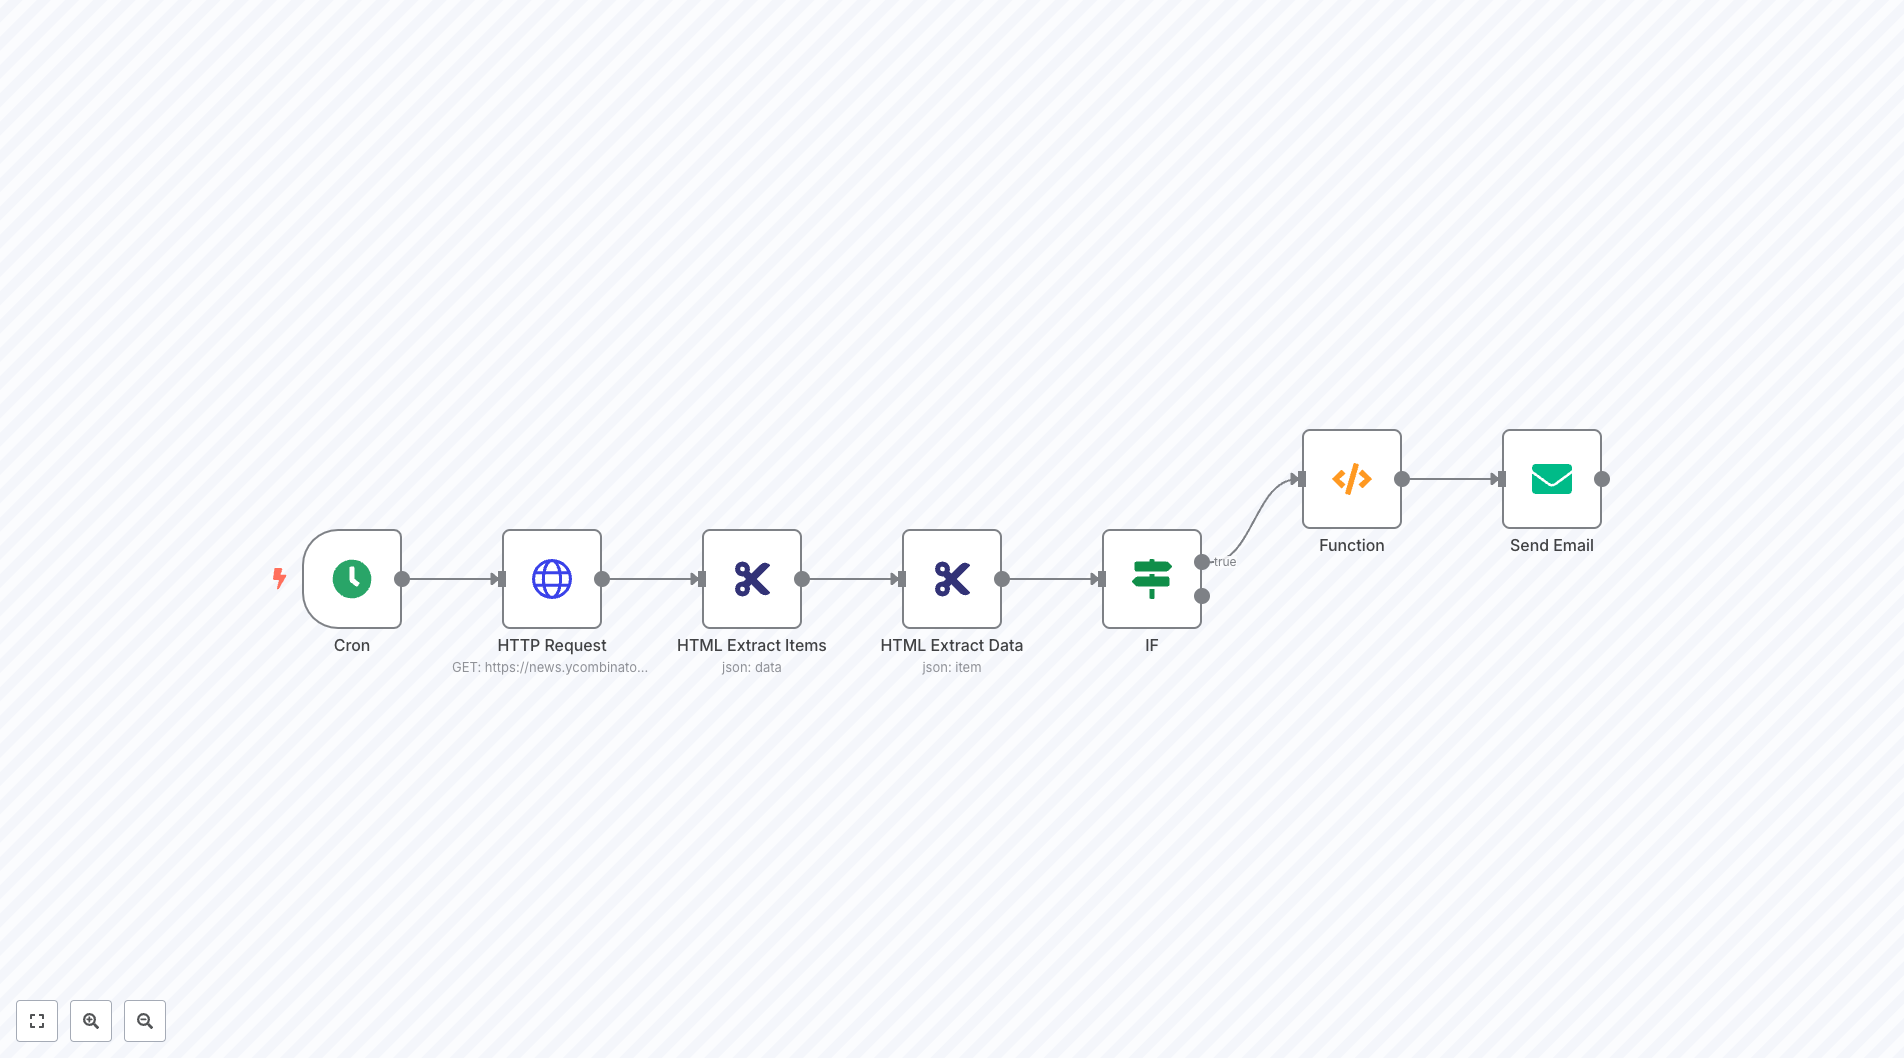 true
Function
Send Email
Cron
HTTP Request
GET: https://news.ycombinato...
HTML Extract Items
json: data
HTML Extract Data
json: item
IF